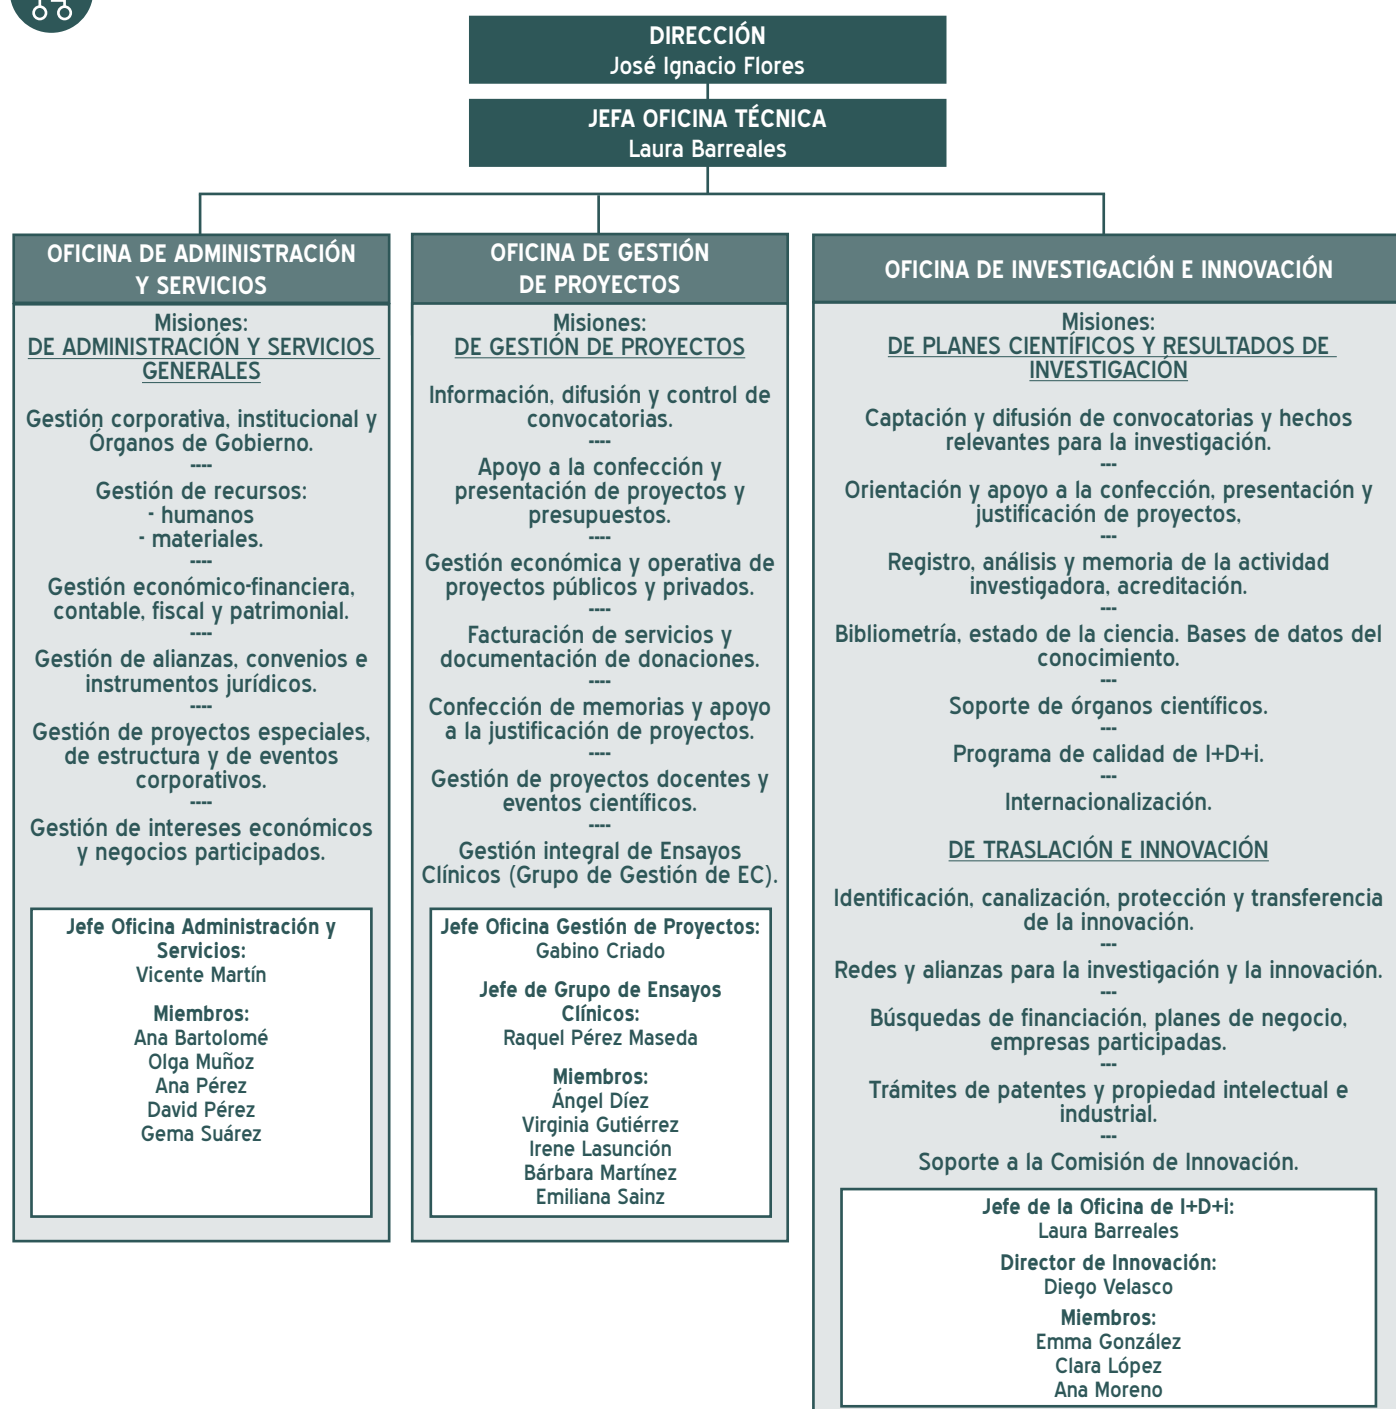 DIRECCIÓN
José Ignacio Flores
JEFA OFICINA TÉCNICA
Laura Barreales
OFICINA DE ADMINISTRACIÓN
Y SERVICIOS
Misiones:
DE ADMINISTRACIÓN Y SERVICIOS
GENERALES
Gestión corporativa, institucional y
Órganos de Gobierno.
----
Gestión de recursos:
- humanos
- materiales.
----
Gestión económico-financiera,
contable, fiscal y patrimonial.
----
Gestión de alianzas, convenios e
instrumentos jurídicos.
----
Gestión de proyectos especiales,
de estructura y de eventos
corporativos.
----
Gestión de intereses económicos
y negocios participados.
Jefe Oficina Administración y
Servicios:
Vicente Martín
Miembros:
Ana Bartolomé
Olga Muñoz
Ana Pérez
David Pérez
Gema Suárez
OFICINA DE GESTIÓN
DE PROYECTOS
Misiones:
DE GESTIÓN DE PROYECTOS
Información, difusión y control de
convocatorias.
----
Apoyo a la confección y
presentación de proyectos y
presupuestos.
----
Gestión económica y operativa de
proyectos públicos y privados.
----
Facturación de servicios y
documentación de donaciones.
----
Confección de memorias y apoyo
a la justificación de proyectos.
----
Gestión de proyectos docentes y
eventos científicos.
----
Gestión integral de Ensayos
Clínicos (Grupo de Gestión de EC).
Jefe Oficina Gestión de Proyectos:
Gabino Criado
Jefe de Grupo de Ensayos
Clínicos:
Raquel Pérez Maseda
Miembros:
Ángel Díez
Virginia Gutiérrez
Irene Lasunción
Bárbara Martínez
Emiliana Sainz
OFICINA DE INVESTIGACIÓN E INNOVACIÓN
Misiones:
DE PLANES CIENTÍFICOS Y RESULTADOS DE
INVESTIGACIÓN
Captación y difusión de convocatorias y hechos
relevantes para la investigación.
---
Orientación y apoyo a la confección, presentación y
justificación de proyectos,
---
Registro, análisis y memoria de la actividad
investigadora, acreditación.
---
Bibliometría, estado de la ciencia. Bases de datos del
conocimiento.
---
Soporte de órganos científicos.
---
Programa de calidad de I+D+i.
---
Internacionalización.
DE TRASLACIÓN E INNOVACIÓN
Identificación, canalización, protección y transferencia
de la innovación.
---
Redes y alianzas para la investigación y la innovación.
---
Búsquedas de financiación, planes de negocio,
empresas participadas.
---
Trámites de patentes y propiedad intelectual e
industrial.
---
Soporte a la Comisión de Innovación.
Jefe de la Oficina de I+D+i:
Laura Barreales
Director de Innovación:
Diego Velasco
Miembros:
Emma González
Clara López
Ana Moreno